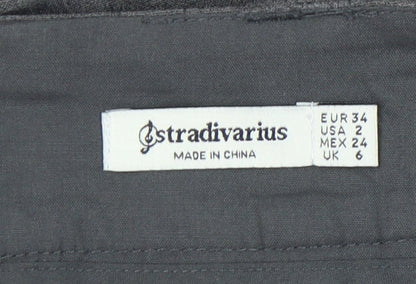 stradivarius
MADE IN CHINA
EUR 34
USA 2
MEX 24
UK 6